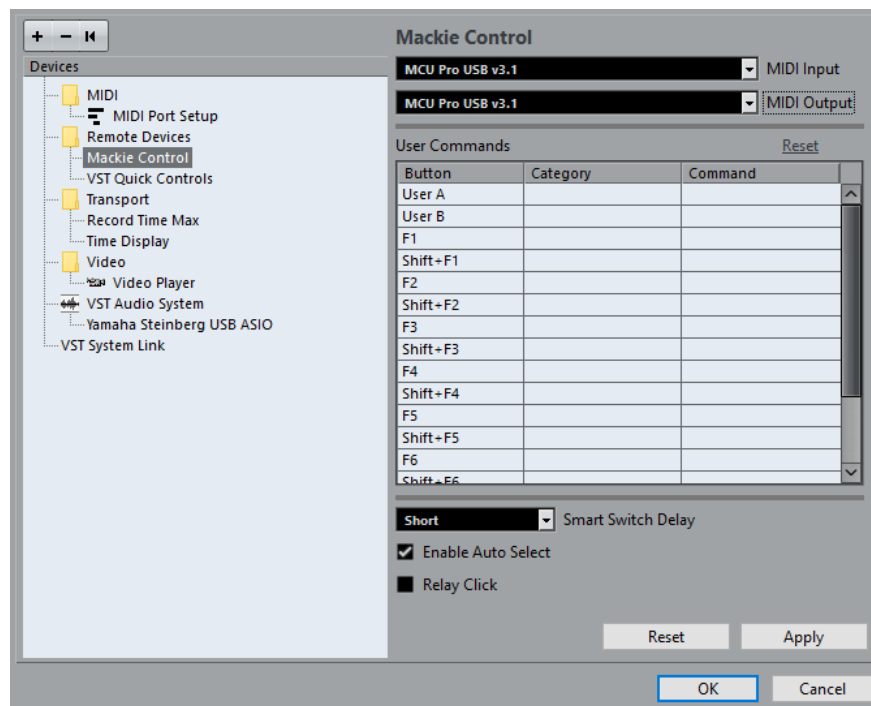 + − I◀
Mackie Control
Devices
MCU Pro USB v3.1 MIDI Input
MCU Pro USB v3.1 MIDI Output
MIDI
MIDI Port Setup
Remote Devices
Mackie Control
VST Quick Controls
Transport
Record Time Max
Time Display
Video
Video Player
VST Audio System
Yamaha Steinberg USB ASIO
VST System Link
User Commands Reset
Button Category Command
User A
User B
F1
Shift+F1
F2
Shift+F2
F3
Shift+F3
F4
Shift+F4
F5
Shift+F5
F6
Shift+F6
Short Smart Switch Delay
Enable Auto Select
Relay Click
Reset Apply
OK Cancel